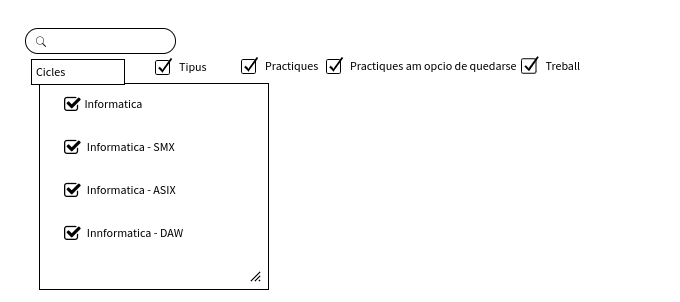 Cicles
Tipus
Practiques
Practiques am opcio de quedarse
Treball
Informatica
Informatica - SMX
Informatica - ASIX
Innformatica - DAW